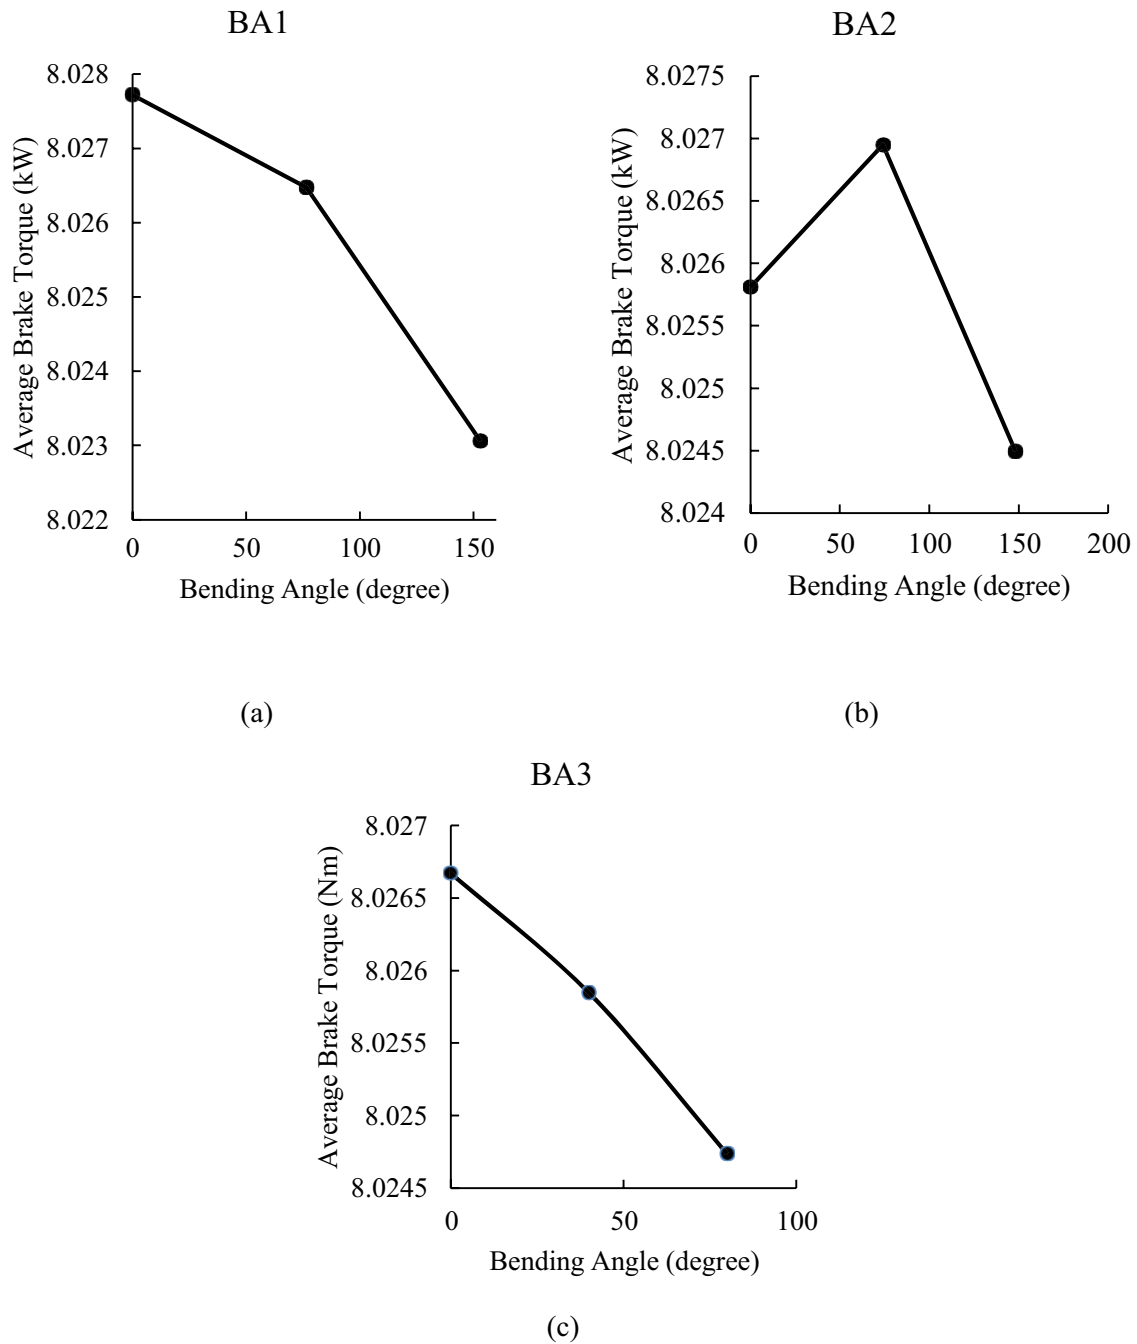 BA1
8.028
8.027
8.026
8.025
8.024
8.023
8.022
Average Brake Torque (kW)
0 50 100 150
Bending Angle (degree)
(a)
BA2
8.0275
8.027
8.0265
8.026
8.0255
8.025
8.0245
8.024
Average Brake Torque (kW)
0 50 100 150 200
Bending Angle (degree)
(b)
BA3
8.027
8.0265
8.026
8.0255
8.025
8.0245
Average Brake Torque (Nm)
0 50 100
Bending Angle (degree)
(c)